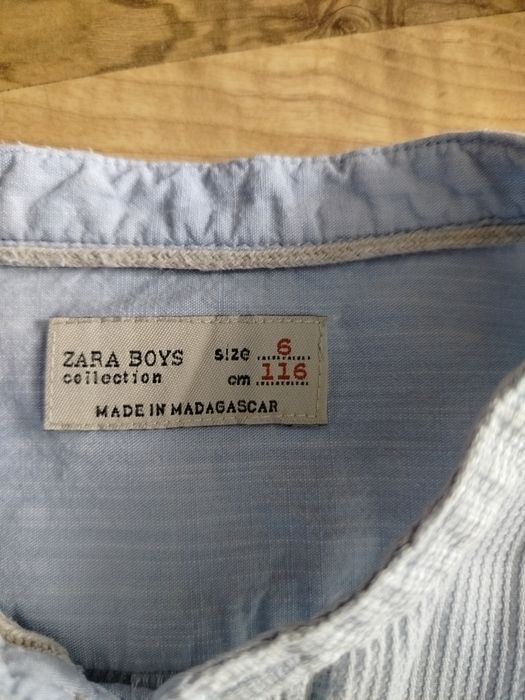 ZARA BOYS size 6
collection cm 116
MADE IN MADAGASCAR